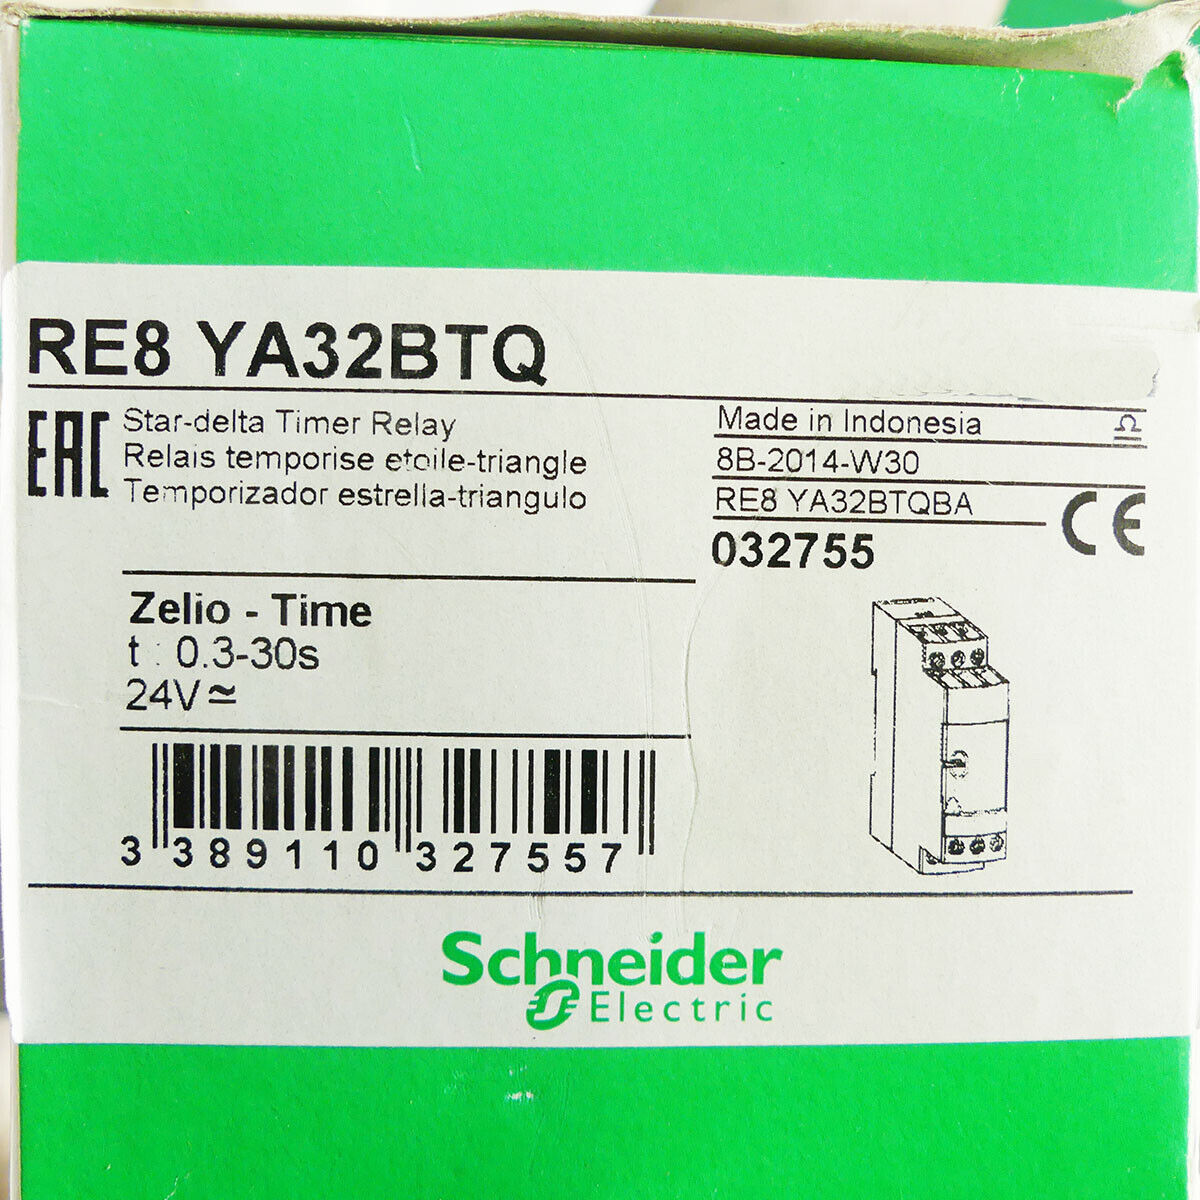 RE8 YA32BTQ
EAC
Star-delta Timer Relay
Relais temporise etoile-triangle
Temporizador estrella-triangulo
Made in Indonesia
8B-2014-W30
RE8 YA32BTQBA
CE
032755
Zelio - Time
t : 0.3-30s
24V≃
3 389110 327557
Schneider
Electric